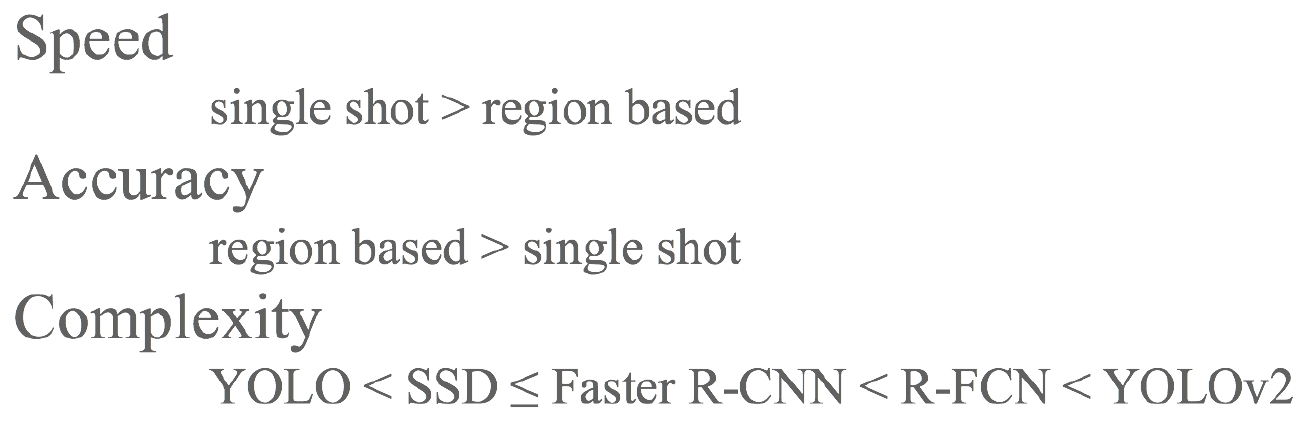 Speed
single shot > region based
Accuracy
region based > single shot
Complexity
YOLO < SSD ≤ Faster R-CNN < R-FCN < YOLOv2